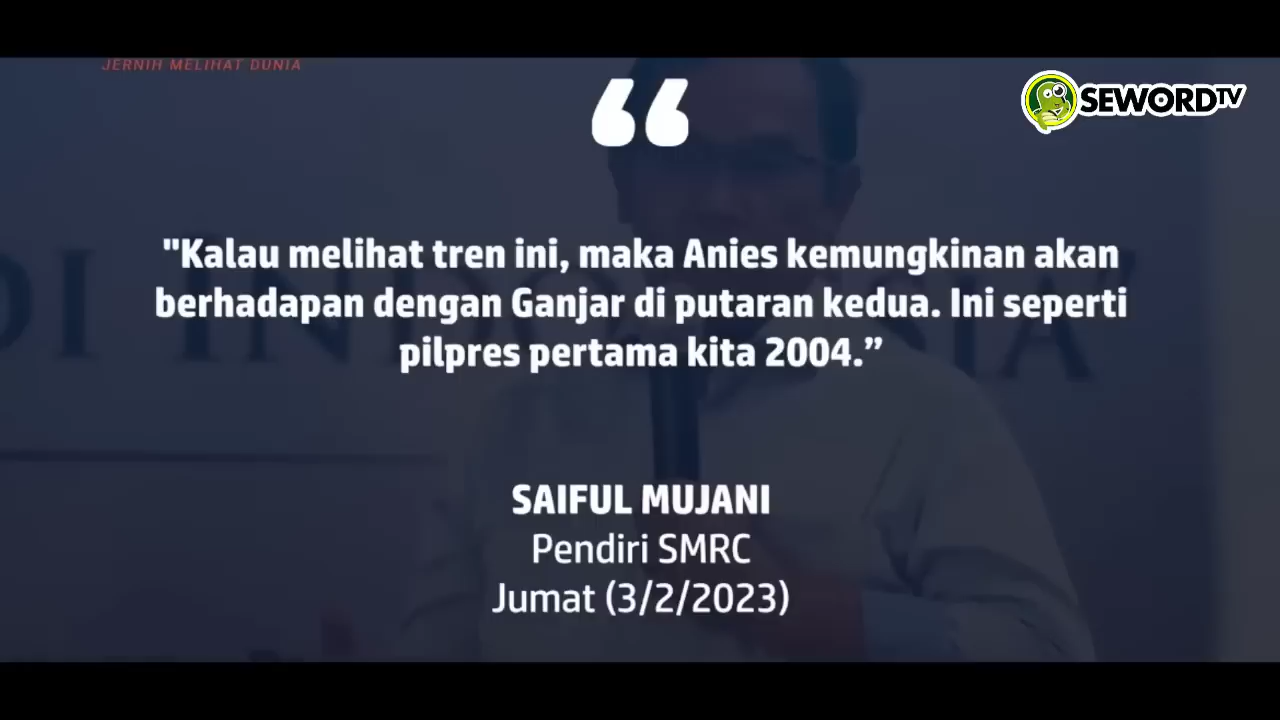 JERNIH MELIHAT DUNIA
SEWORDTV
"Kalau melihat tren ini, maka Anies kemungkinan akan
berhadapan dengan Ganjar di putaran kedua. Ini seperti
pilpres pertama kita 2004.”
SAIFUL MUJANI
Pendiri SMRC
Jumat (3/2/2023)